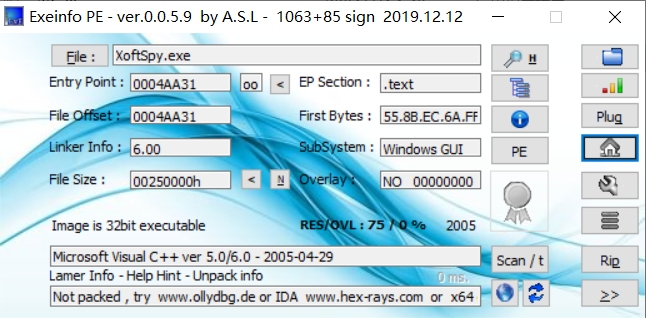 Exeinfo PE - ver.0.0.5.9 by A.S.L - 1063+85 sign 2019.12.12
File : XoftSpy.exe H
Entry Point : 0004AA31 oo < EP Section : .text
File Offset : 0004AA31 First Bytes : 55.8B.EC.6A.FF Plug
Linker Info : 6.00 SubSystem : Windows GUI PE
File Size : 00250000h < N Overlay : NO 00000000
Image is 32bit executable RES/OVL : 75 / 0 % 2005
Microsoft Visual C++ ver 5.0/6.0 - 2005-04-29 Scan / t Rip
Lamer Info - Help Hint - Unpack info 0 ms.
Not packed , try www.ollydbg.de or IDA www.hex-rays.com or x64 >>